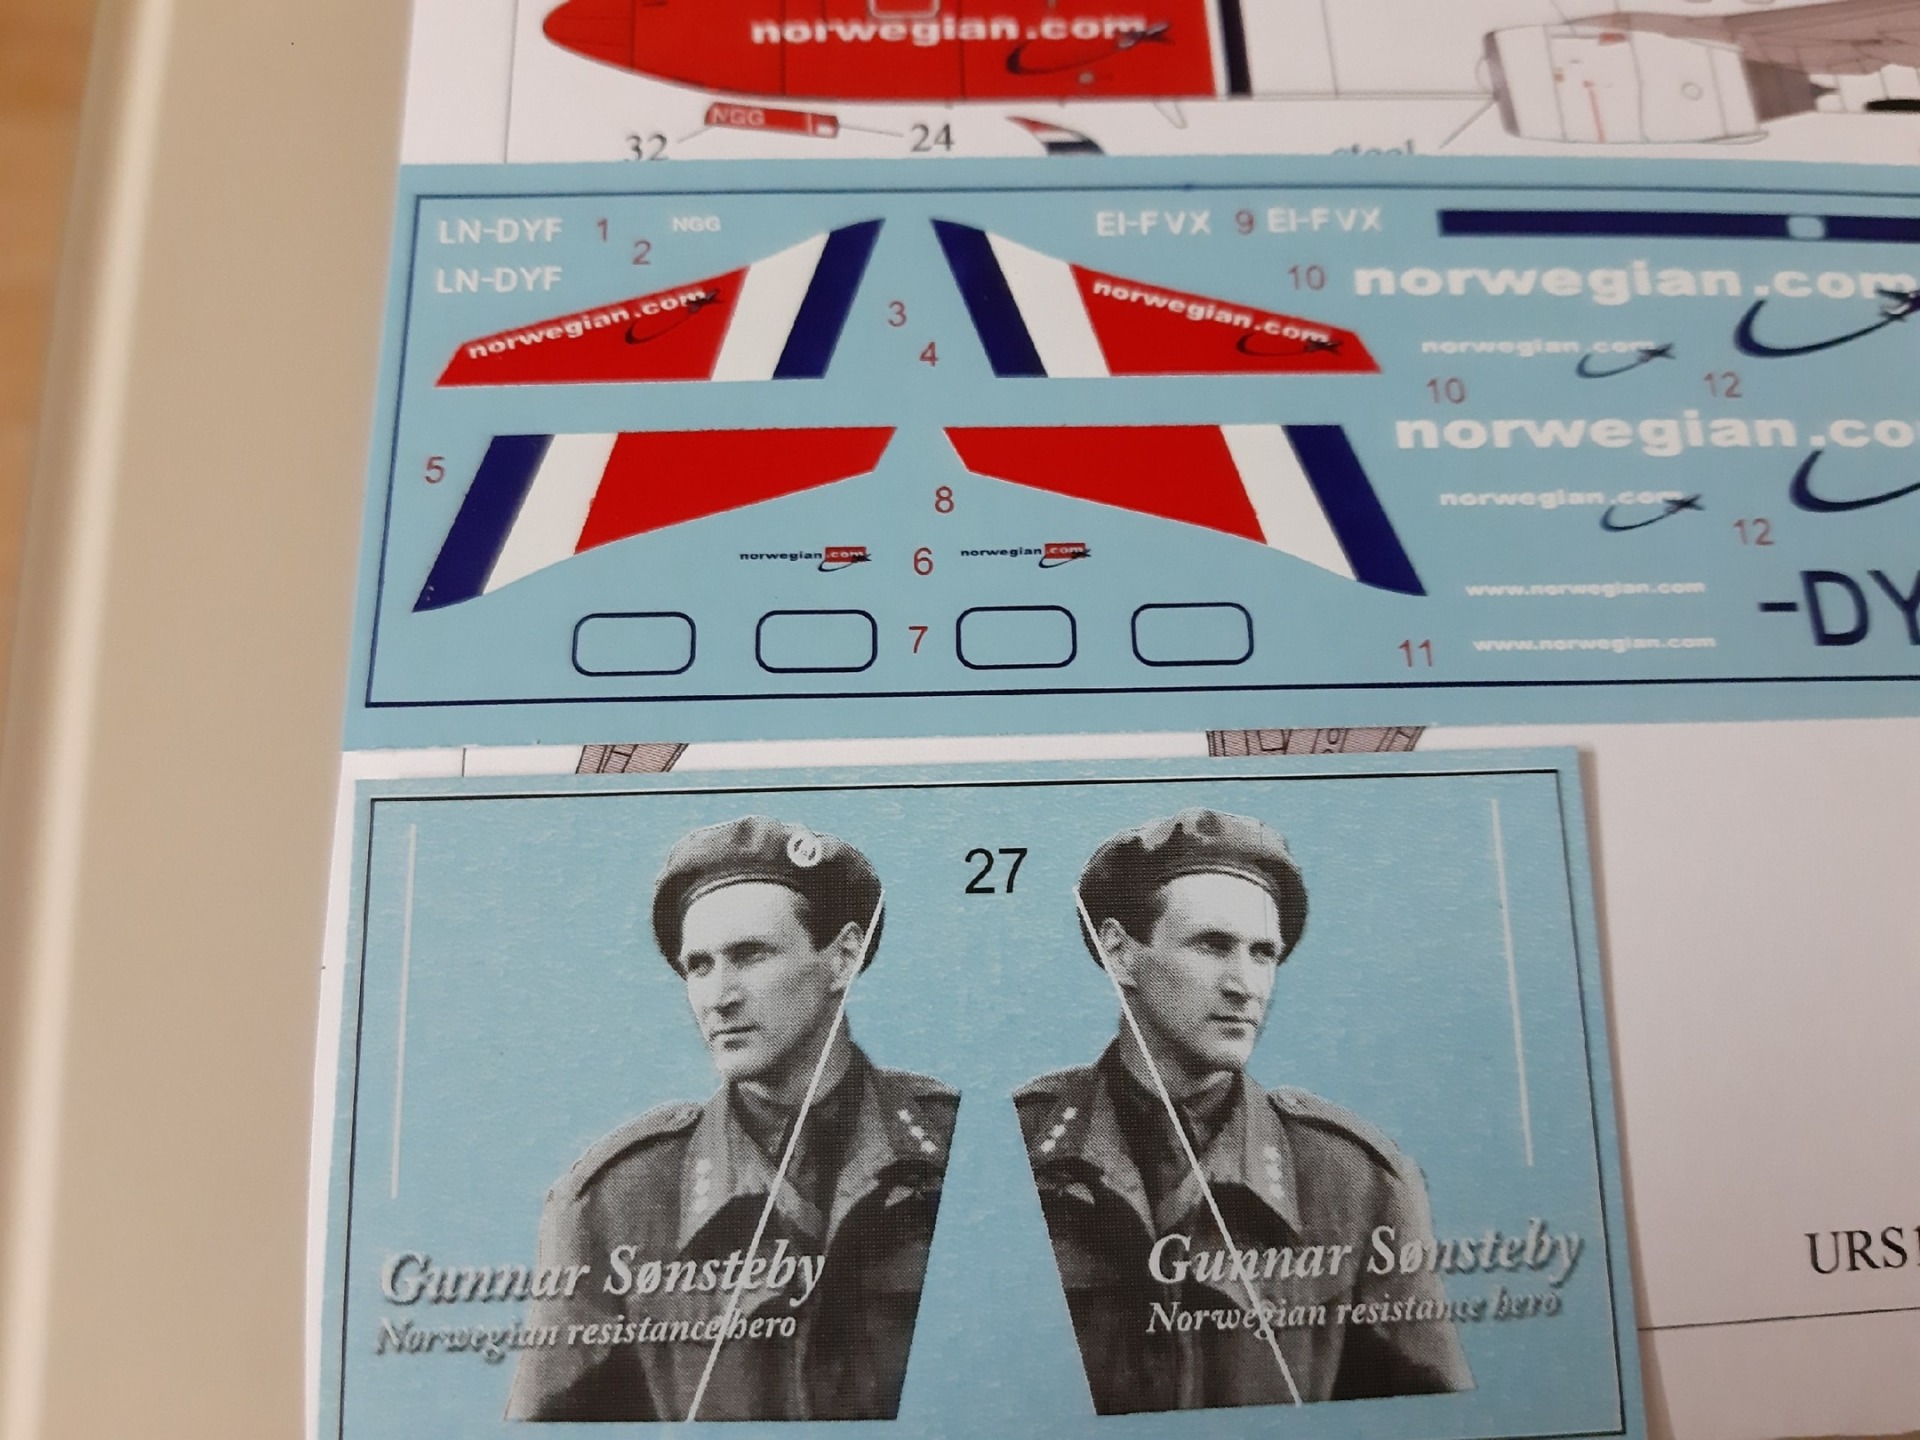 norwegian.com
NGG
32
24
steel
LN-DYF
1
2
NGG
LN-DYF
norwegian.com
3
4
norwegian.com
EI-FVX
9
EI-FVX
10
norwegian.com
norwegian.com
10
12
norwegian.co
norwegian.com
12
5
8
norwegian.com
6
norwegian.com
7
www.norwegian.com
11
www.norwegian.com
-DY
27
Gunnar Sønsteby
Norwegian resistance hero
Gunnar Sønsteby
Norwegian resistance hero
URS